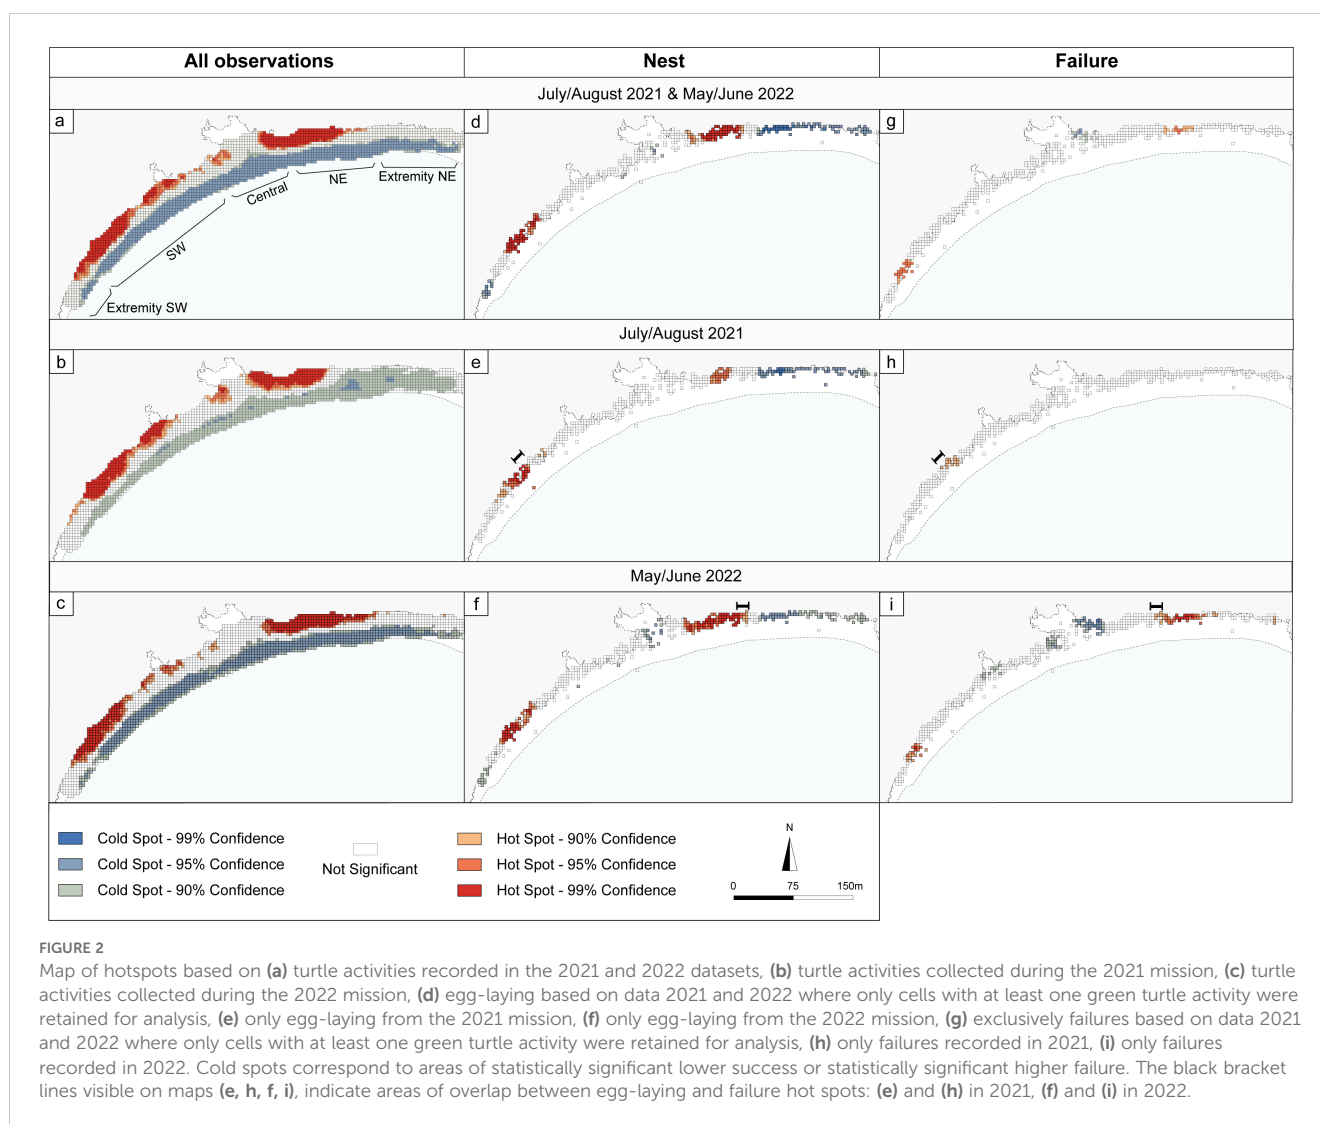 All observations
Nest
Failure
July/August 2021 & May/June 2022
a
d
g
Central
NE
Extremity NE
SW
Extremity SW
July/August 2021
b
e
h
May/June 2022
c
f
i
Cold Spot - 99% Confidence
Cold Spot - 95% Confidence
Cold Spot - 90% Confidence
Not Significant
Hot Spot - 90% Confidence
Hot Spot - 95% Confidence
Hot Spot - 99% Confidence
N
0 75 150m
FIGURE 2
Map of hotspots based on (a) turtle activities recorded in the 2021 and 2022 datasets, (b) turtle activities collected during the 2021 mission, (c) turtle
activities collected during the 2022 mission, (d) egg-laying based on data 2021 and 2022 where only cells with at least one green turtle activity were
retained for analysis, (e) only egg-laying from the 2021 mission, (f) only egg-laying from the 2022 mission, (g) exclusively failures based on data 2021
and 2022 where only cells with at least one green turtle activity were retained for analysis, (h) only failures recorded in 2021, (i) only failures
recorded in 2022. Cold spots correspond to areas of statistically significant lower success or statistically significant higher failure. The black bracket
lines visible on maps (e, h, f, i), indicate areas of overlap between egg-laying and failure hot spots: (e) and (h) in 2021, (f) and (i) in 2022.